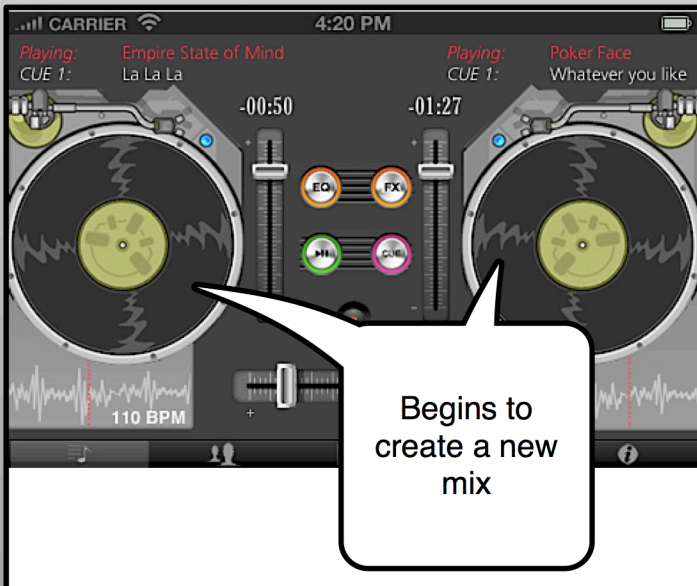 CARRIER 4:20 PM
Playing: Empire State of Mind Playing: Poker Face
CUE 1: La La La CUE 1: Whatever you like
-00:50 -01:27
EQ FX
CUE
110 BPM
Begins to
create a new
mix